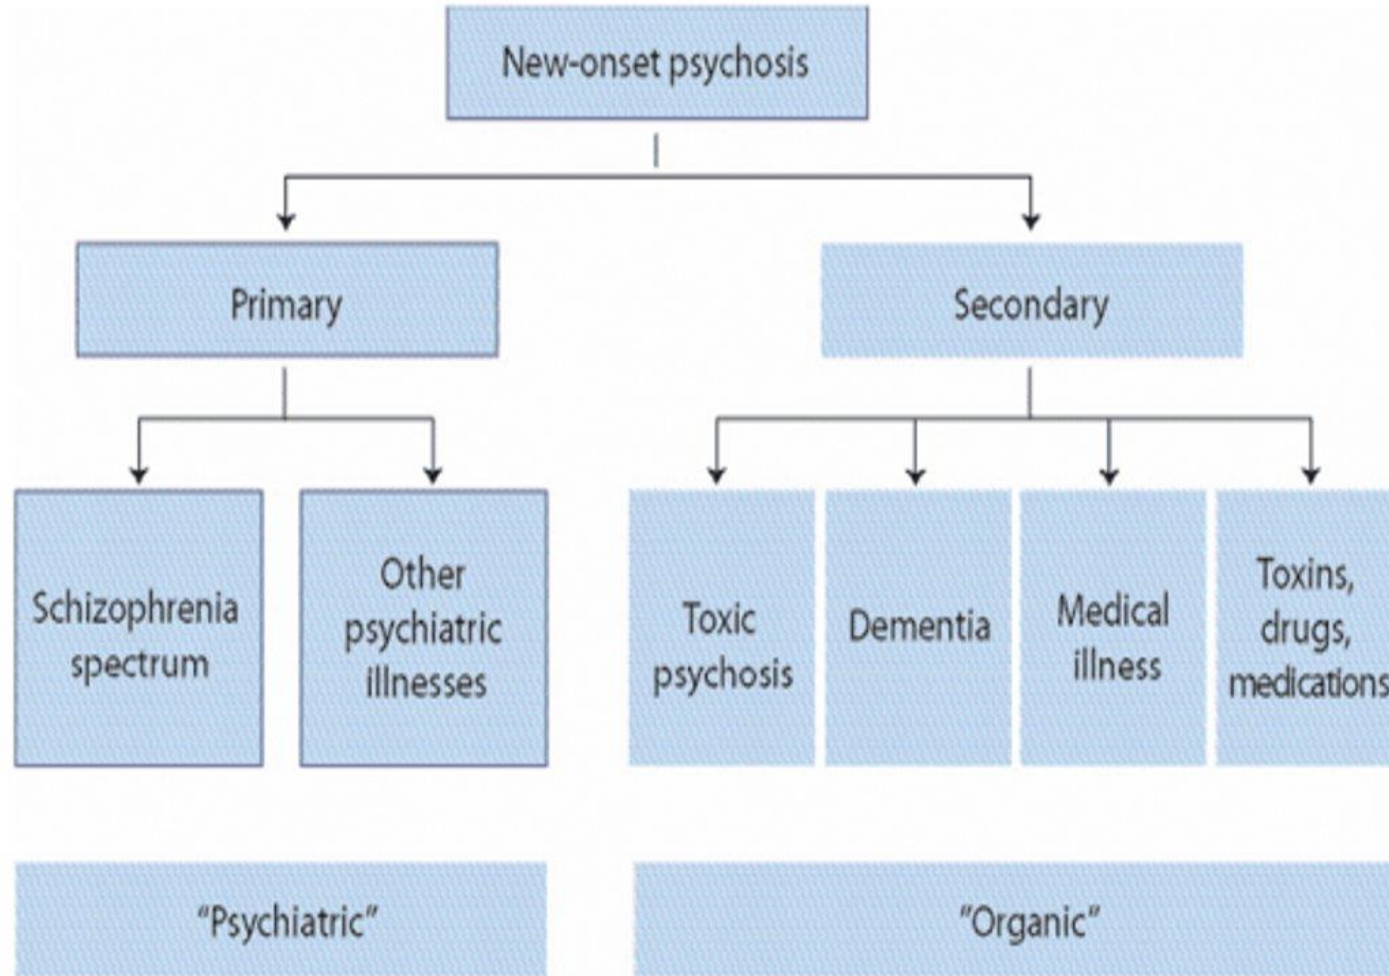 New-onset psychosis
Primary
Secondary
Schizophrenia
spectrum
Other
psychiatric
illnesses
Toxic
psychosis
Dementia
Medical
illness
Toxins,
drugs,
medications
"Psychiatric"
"Organic"